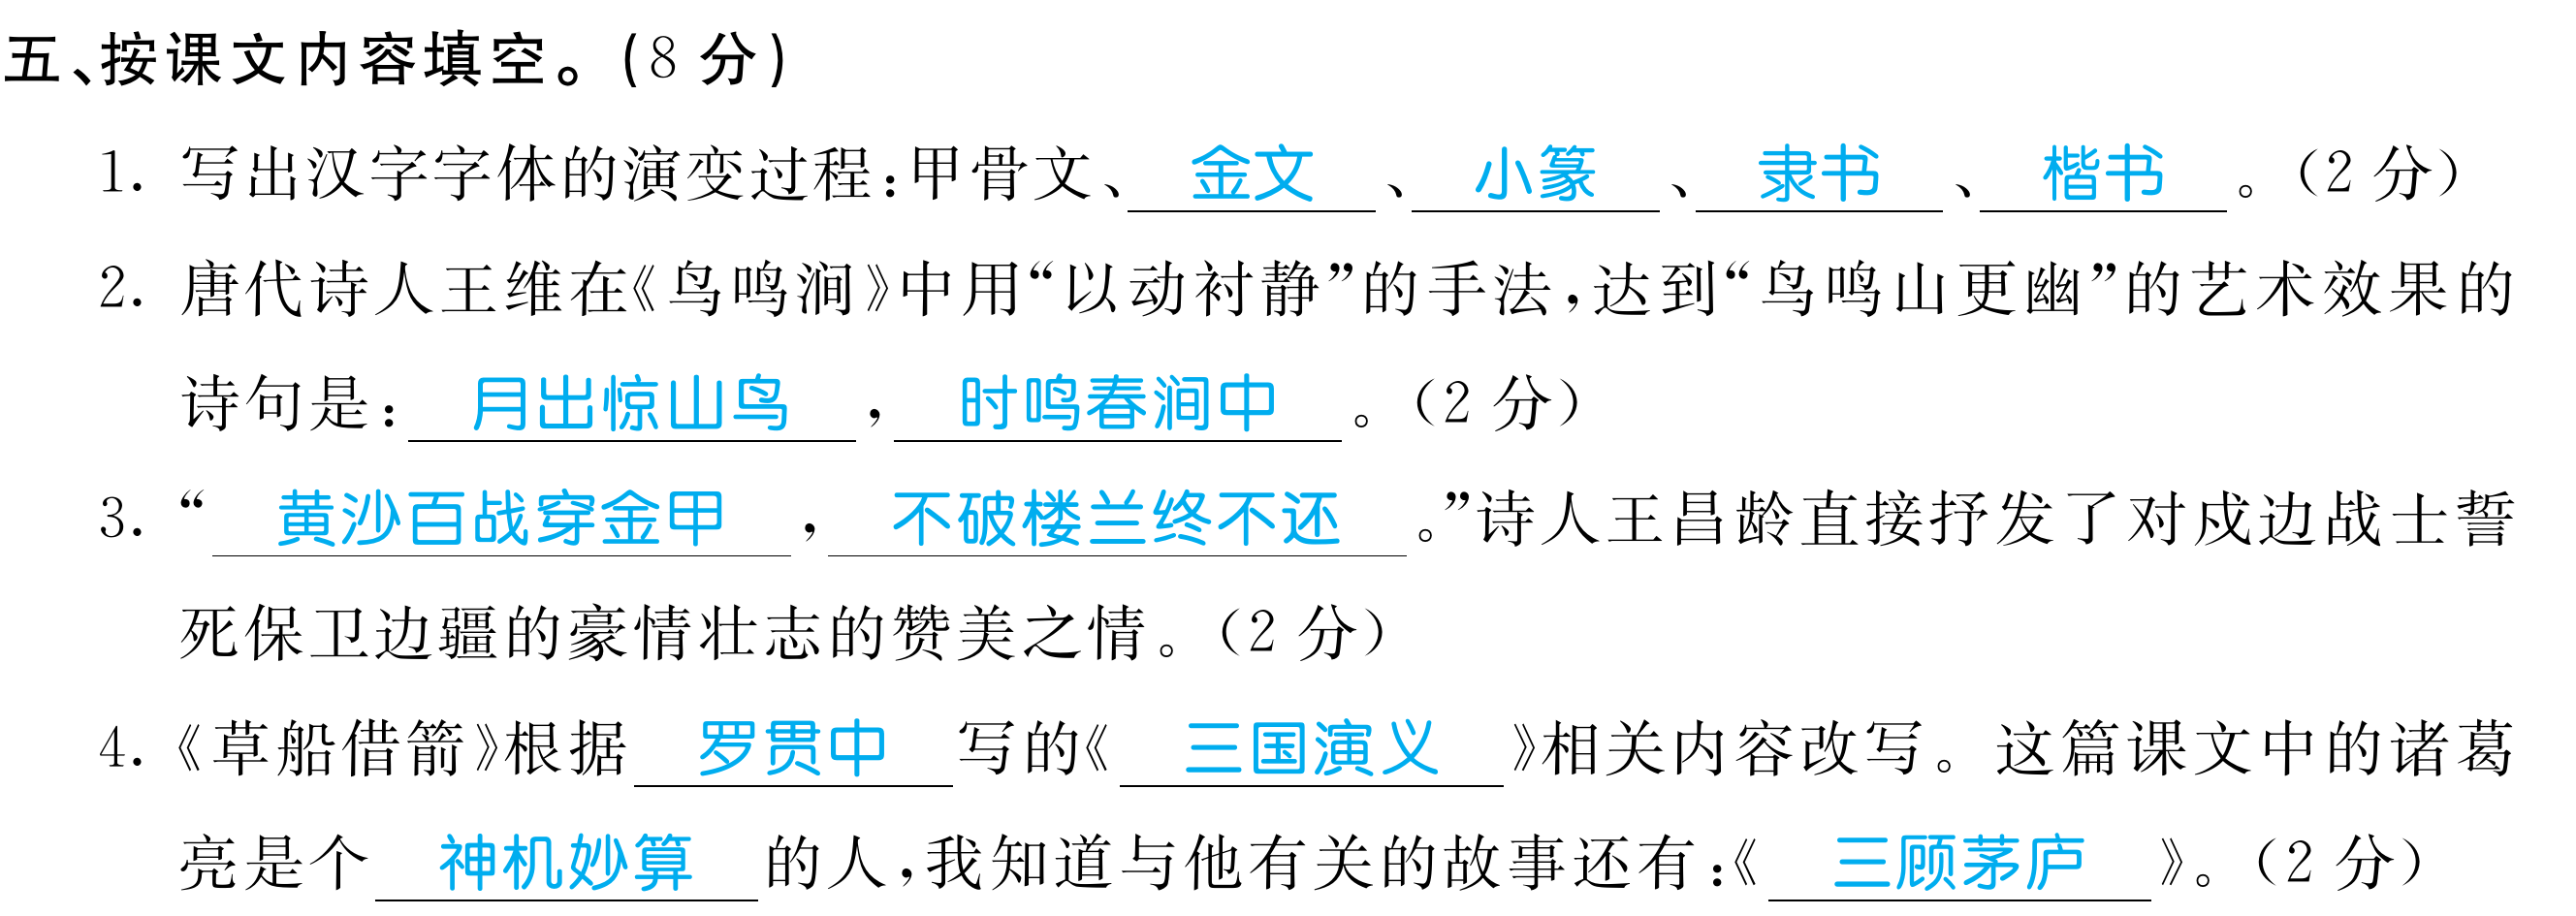 五、按课文内容填空。(8 分)
1. 写出汉字字体的演变过程:甲骨文、金文、小篆、隶书、楷书。(2 分)
2. 唐代诗人王维在《鸟鸣涧》中用“以动衬静”的手法,达到“鸟鸣山更幽”的艺术效果的
诗句是:月出惊山鸟,时鸣春涧中。(2 分)
3. “黄沙百战穿金甲,不破楼兰终不还。”诗人王昌龄直接抒发了对戍边战士誓
死保卫边疆的豪情壮志的赞美之情。(2 分)
4.《草船借箭》根据罗贯中写的《三国演义》相关内容改写。这篇课文中的诸葛
亮是个神机妙算的人,我知道与他有关的故事还有:《三顾茅庐》。(2 分)